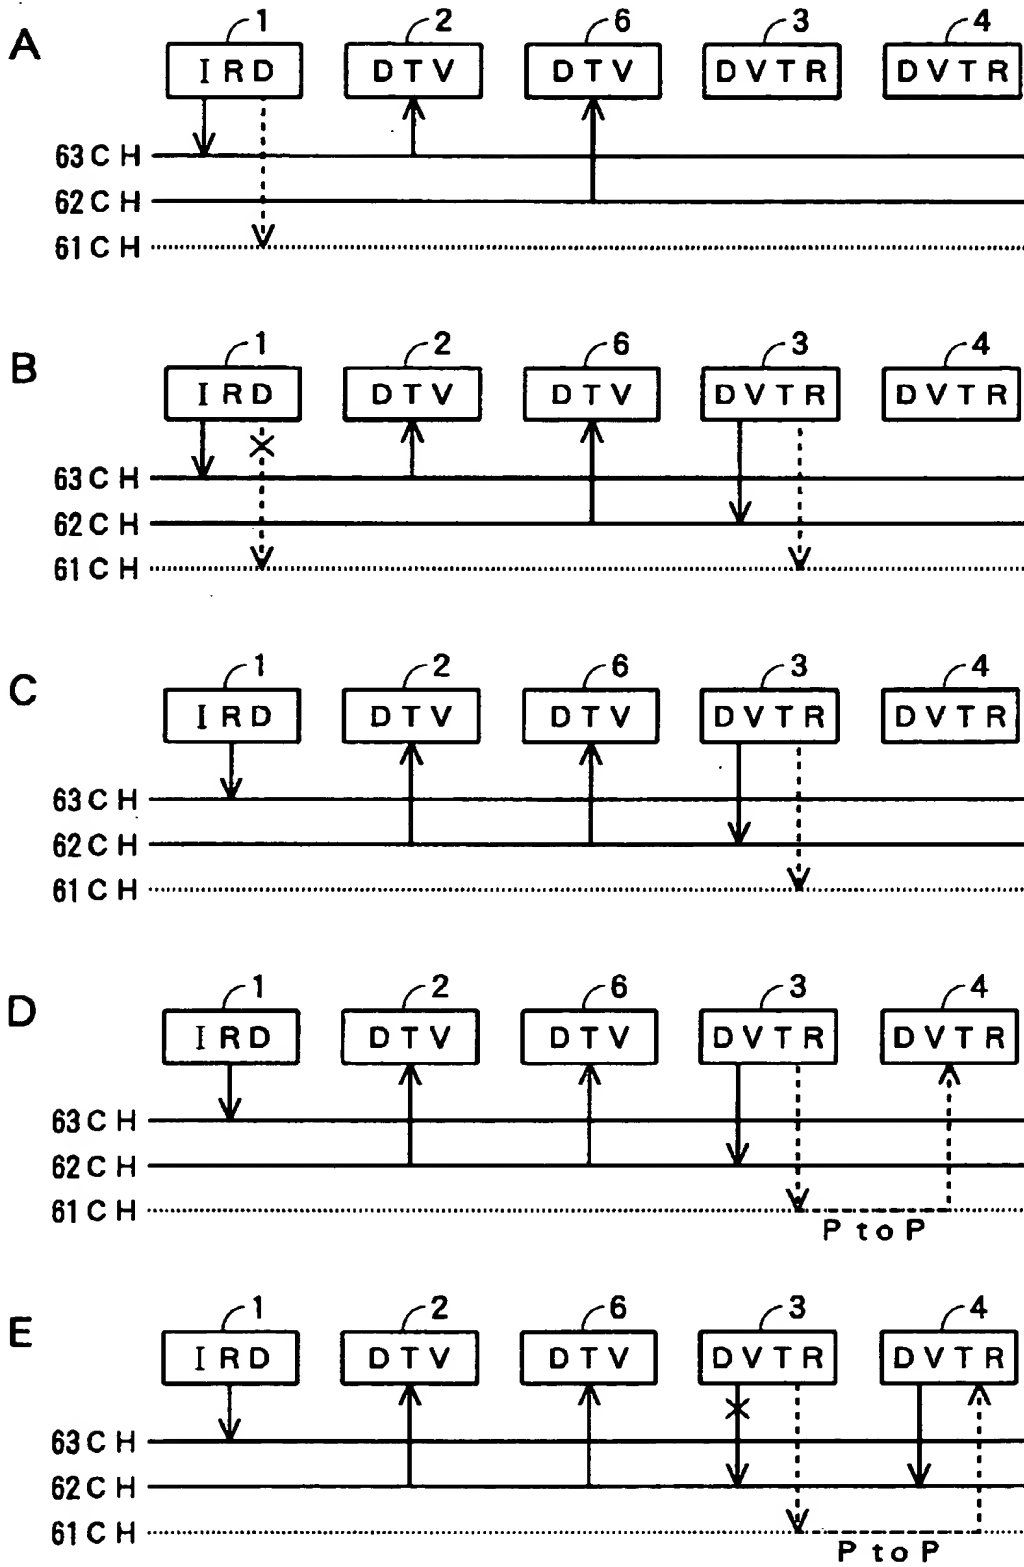 A
1 2 6 3 4
IRD DTV DTV DVTR DVTR
63CH
62CH
61CH
B
1 2 6 3 4
IRD DTV DTV DVTR DVTR
63CH
62CH
61CH
C
1 2 6 3 4
IRD DTV DTV DVTR DVTR
63CH
62CH
61CH
D
1 2 6 3 4
IRD DTV DTV DVTR DVTR
63CH
62CH
61CH
P to P
E
1 2 6 3 4
IRD DTV DTV DVTR DVTR
63CH
62CH
61CH
P to P